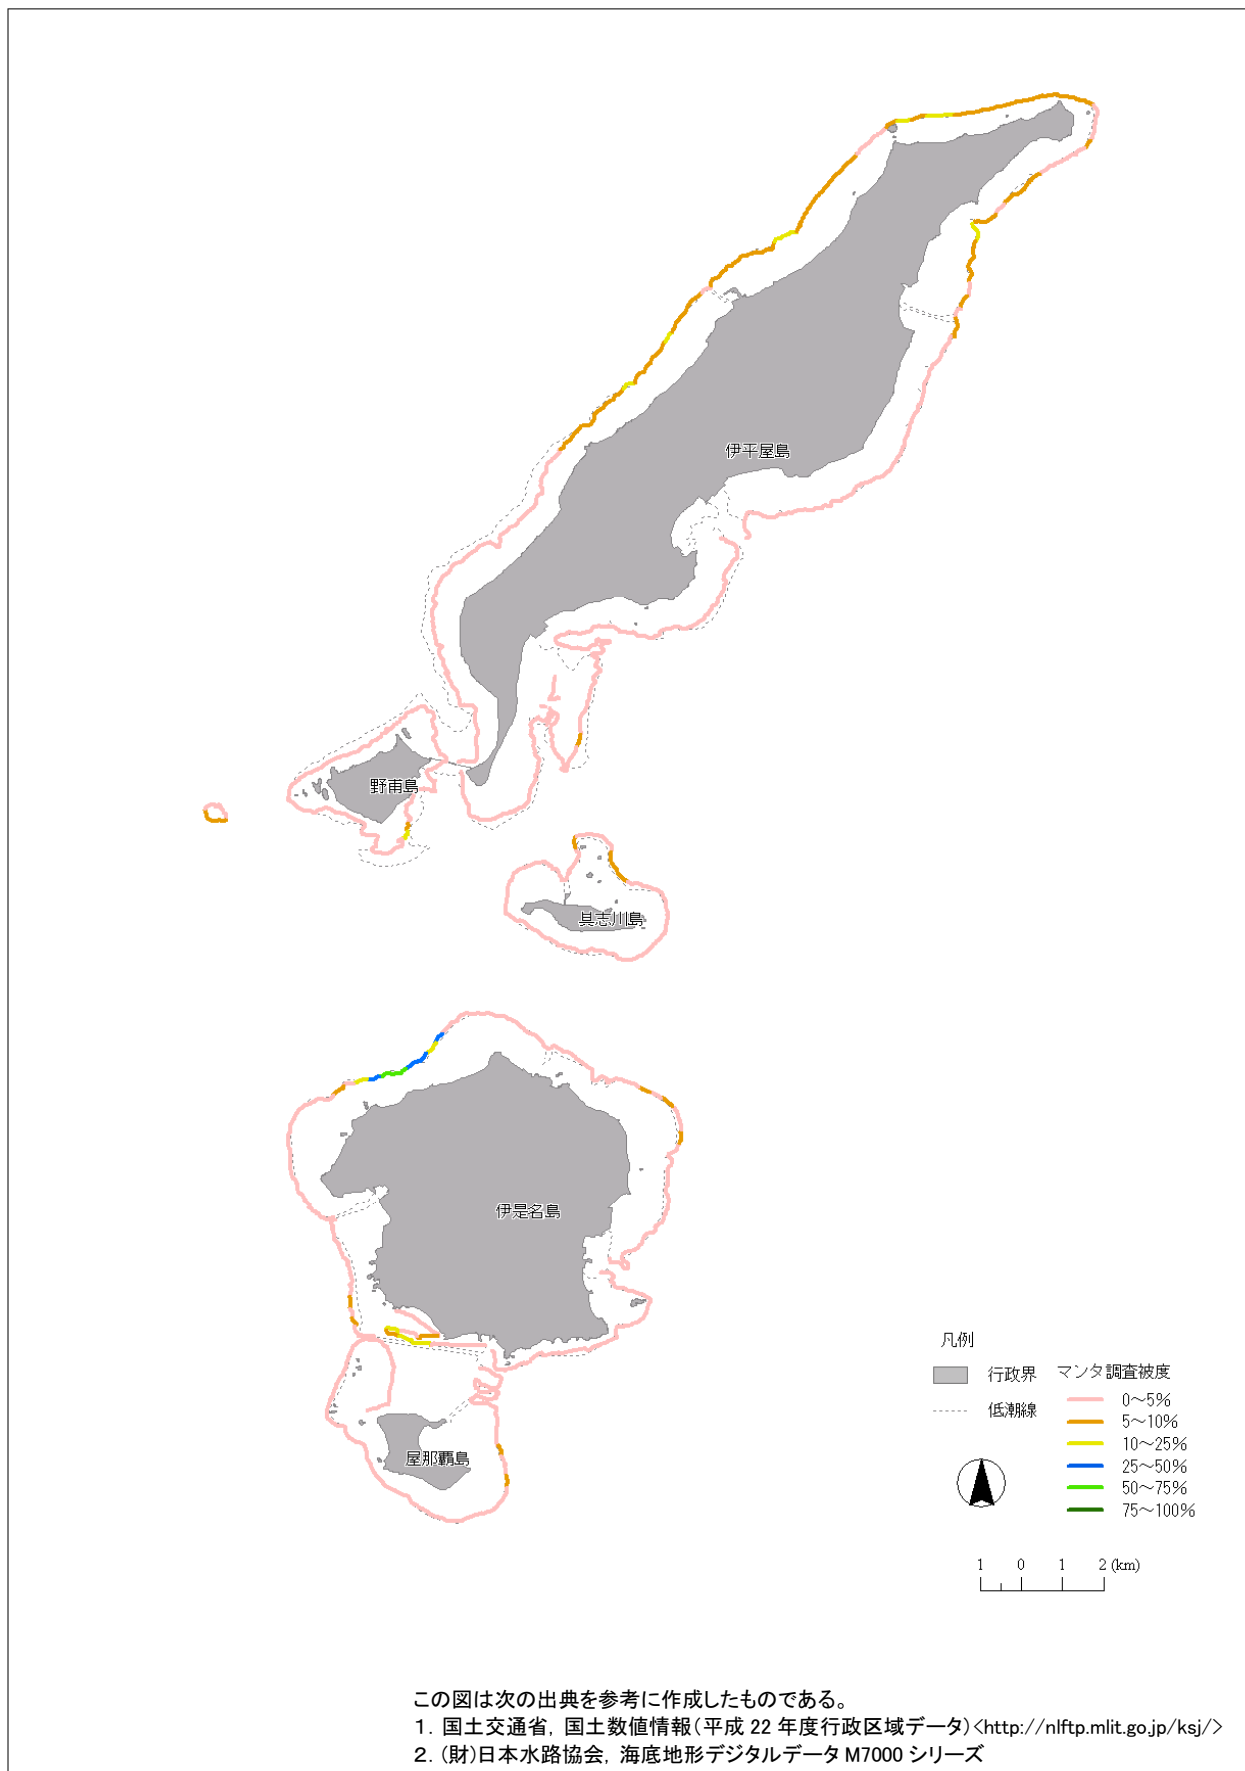 伊平屋島
野甫島
具志川島
伊是名島
屋那覇島
凡例
行政界
低潮線
マンタ調査被度
0～5%
5～10%
10～25%
25～50%
50～75%
75～100%
1 0 1 2 (km)
この図は次の出典を参考に作成したものである。
1. 国土交通省, 国土数値情報(平成 22 年度行政区域データ)<http://nlftp.mlit.go.jp/ksj/>
2. (財)日本水路協会, 海底地形デジタルデータ M7000 シリーズ